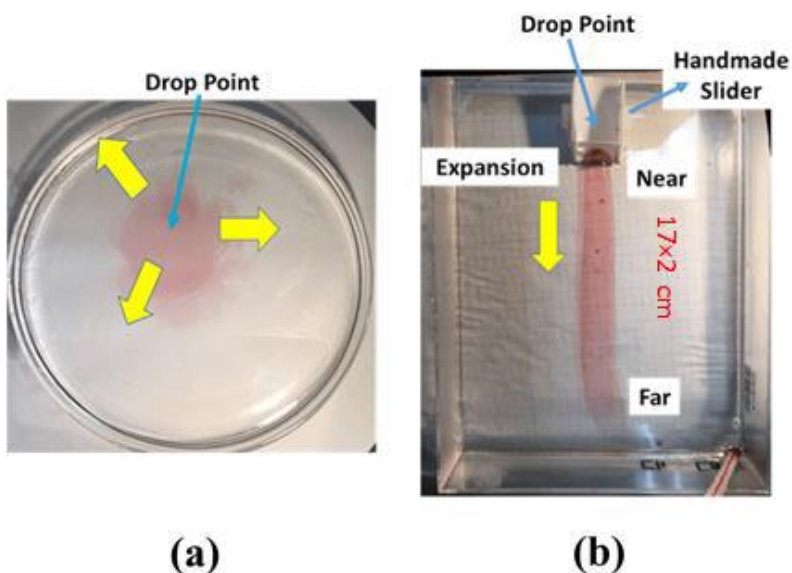 Drop Point
Drop Point
Handmade
Slider
Expansion
Near
17×2 cm
Far
(a)
(b)